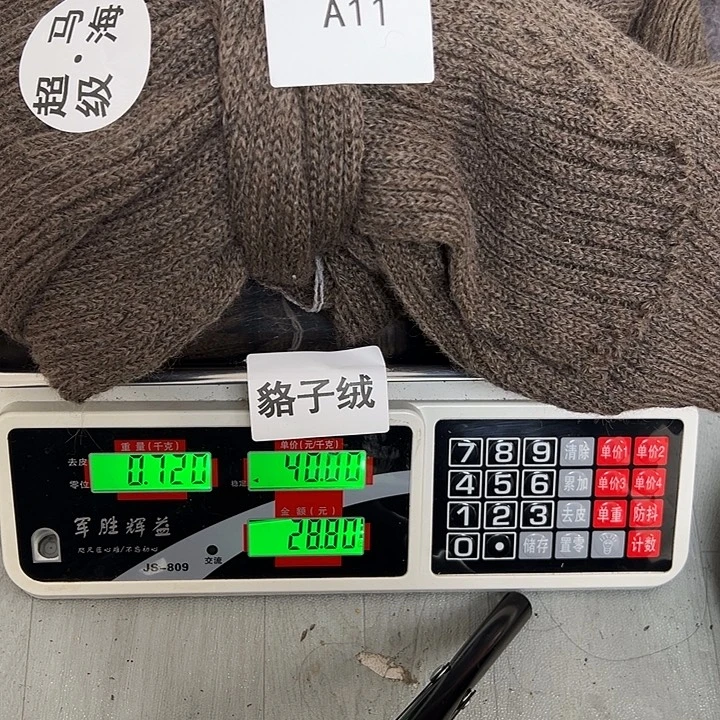 超级·马海
A11
貉子绒
重量(千克)
单价(元/千克)
去皮
零位
0.720
稳定
40.00
金额(元)
28.80
军胜辉益
JS-809
交流
7 8 9 清除 单价1 单价2
4 5 6 累加 单价3 单价4
1 2 3 去皮 单重 防抖
0 · 储存 置零 计数